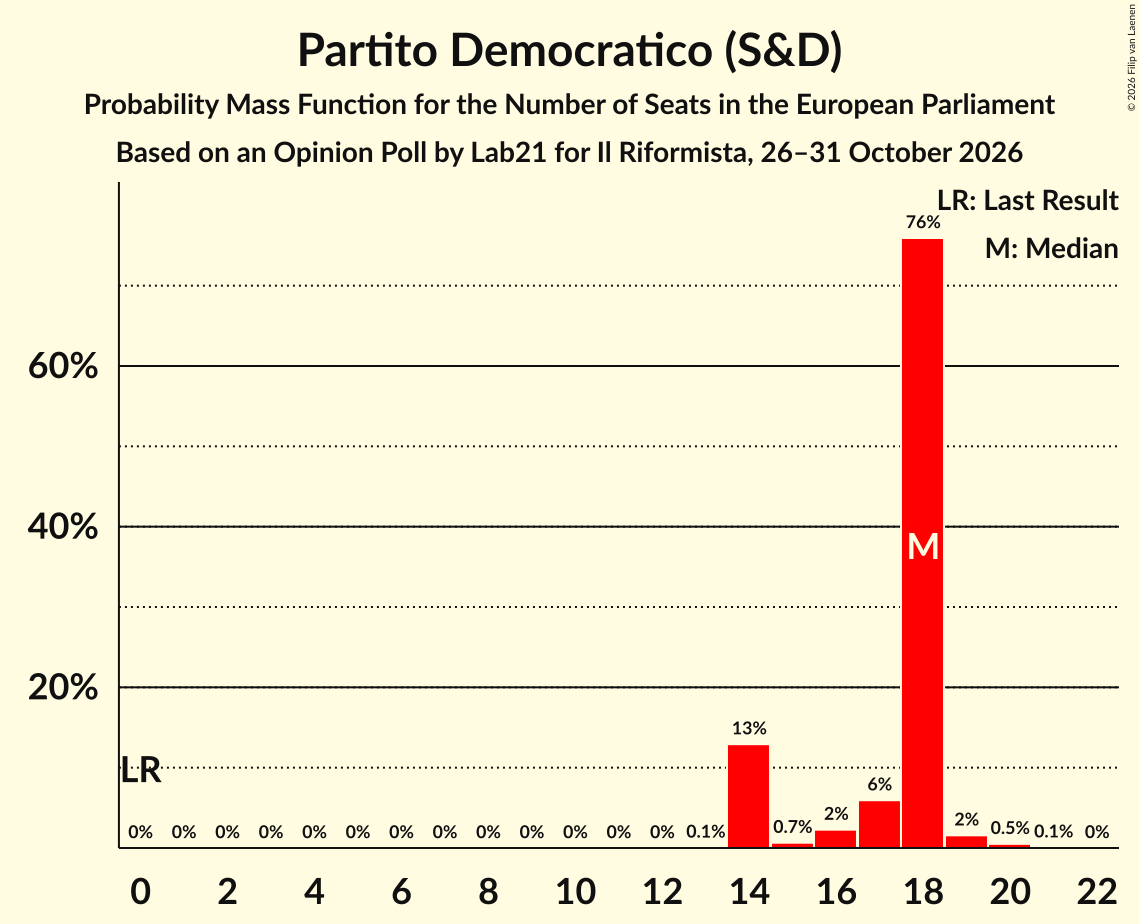 Partito Democratico (S&D)
Probability Mass Function for the Number of Seats in the European Parliament
Based on an Opinion Poll by Lab21 for Il Riformista, 26–31 October 2026
© 2026 Filip van Laenen
LR: Last Result
M: Median
60%
40%
20%
LR
M
0% 0% 0% 0% 0% 0% 0% 0% 0% 0% 0% 0% 0% 0.1% 13% 0.7% 2% 6% 76% 2% 0.5% 0.1% 0%
0 2 4 6 8 10 12 14 16 18 20 22